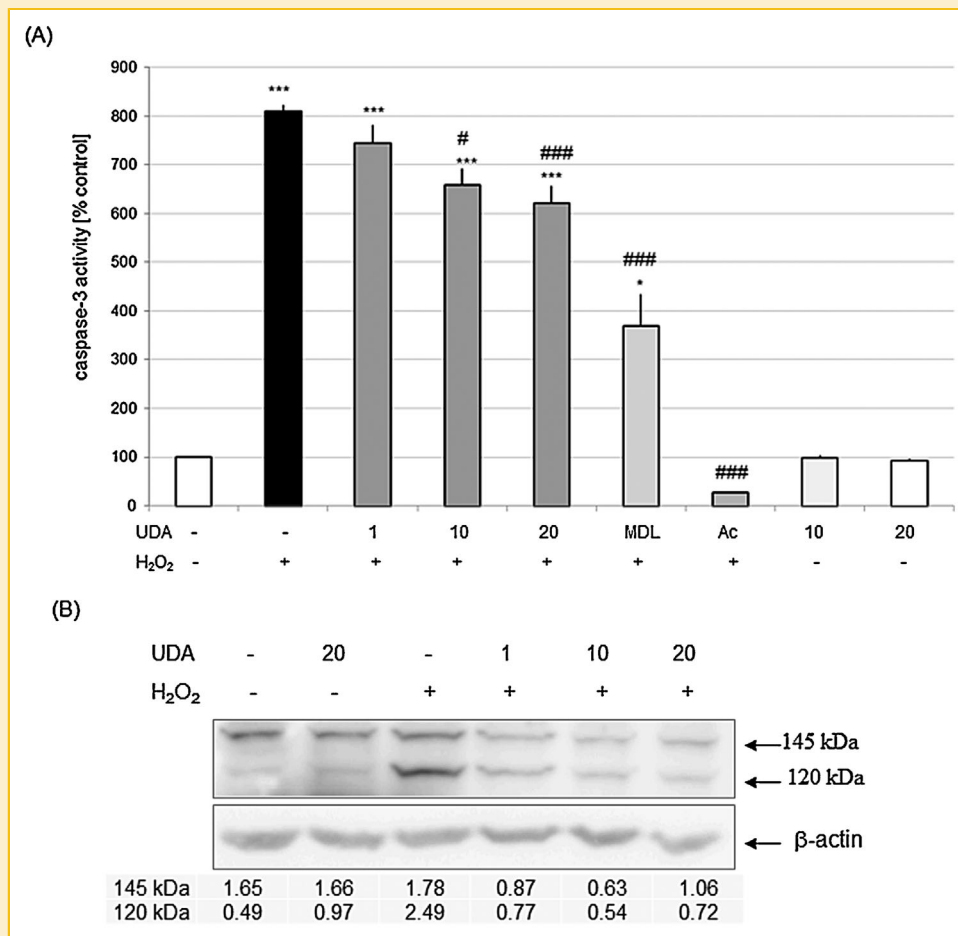 (A)
caspase-3 activity [% control]
900
800
700
600
500
400
300
200
100
0
***
***
#
***
###
***
###
*
###
UDA - - 1 10 20 MDL Ac 10 20
H₂O₂ - + + + + + + - -
(B)
UDA - 20 - 1 10 20
H₂O₂ - - + + + +
145 kDa
120 kDa
β-actin
145 kDa 1.65 1.66 1.78 0.87 0.63 1.06
120 kDa 0.49 0.97 2.49 0.77 0.54 0.72